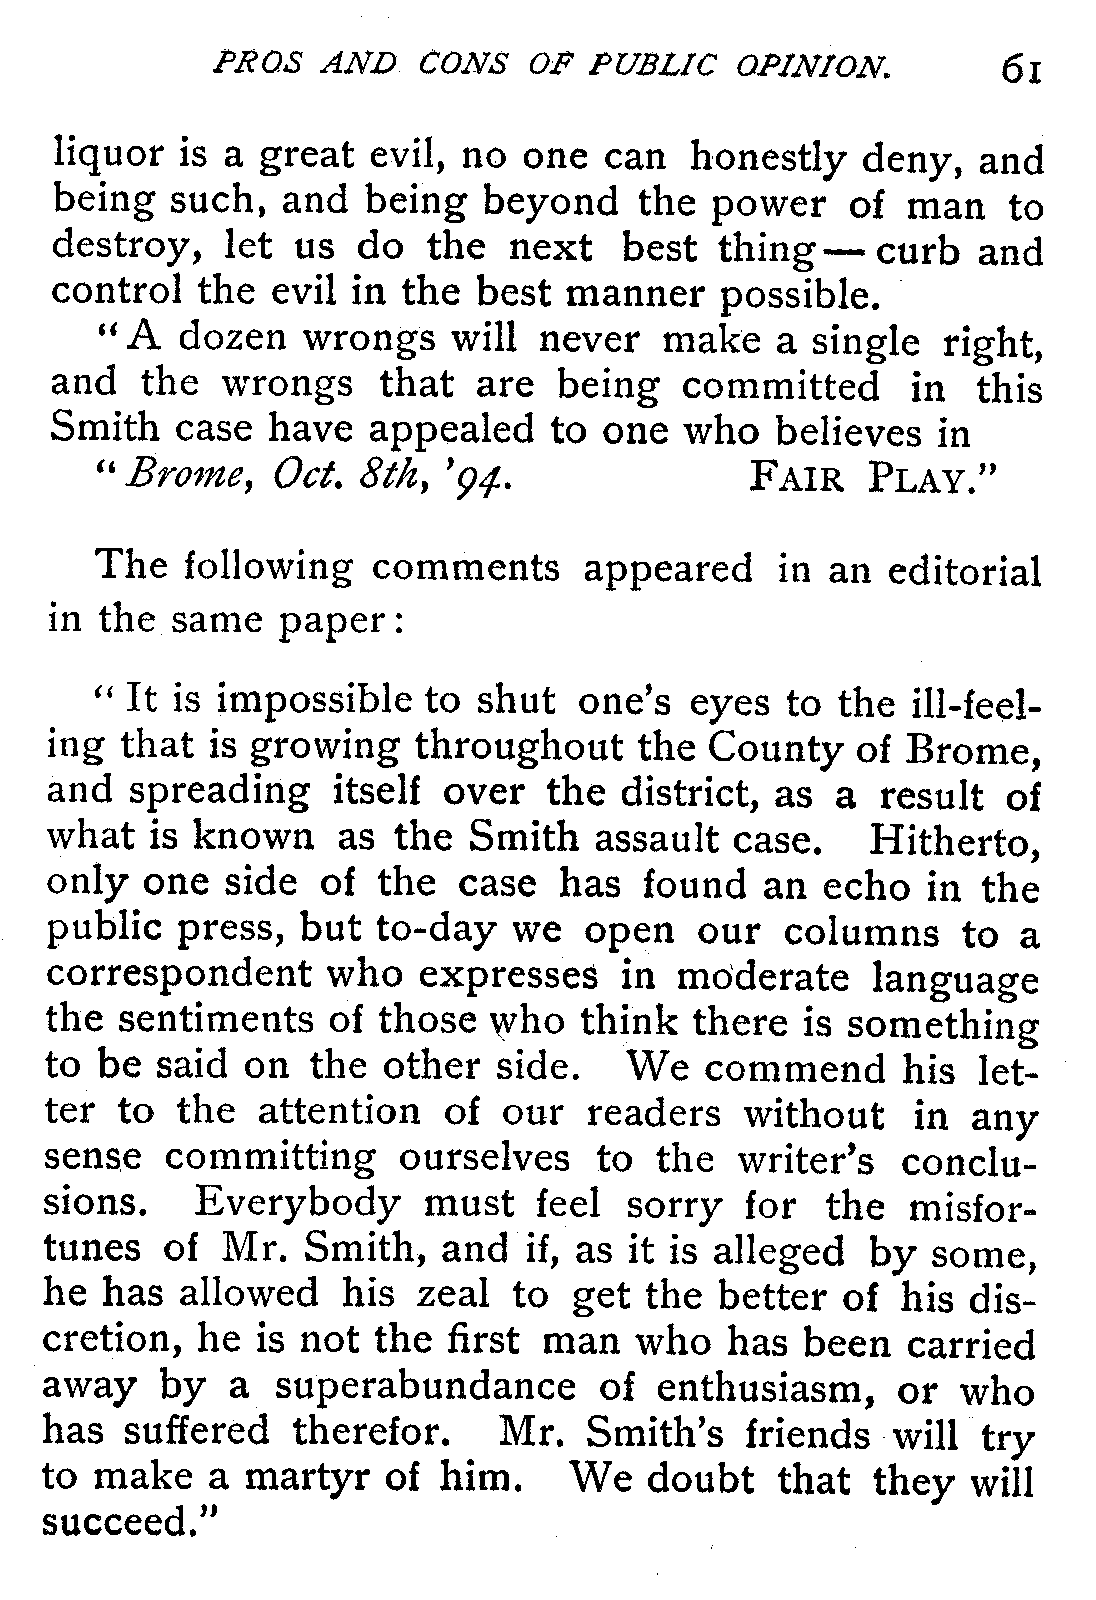 PROS AND CONS OF PUBLIC OPINION. 61
liquor is a great evil, no one can honestly deny, and
being such, and being beyond the power of man to
destroy, let us do the next best thing — curb and
control the evil in the best manner possible.
"A dozen wrongs will never make a single right,
and the wrongs that are being committed in this
Smith case have appealed to one who believes in
"Brome, Oct. 8th, '94. FAIR PLAY."
The following comments appeared in an editorial
in the same paper:
"It is impossible to shut one's eyes to the ill-feel-
ing that is growing throughout the County of Brome,
and spreading itself over the district, as a result of
what is known as the Smith assault case. Hitherto,
only one side of the case has found an echo in the
public press, but to-day we open our columns to a
correspondent who expresses in moderate language
the sentiments of those who think there is something
to be said on the other side. We commend his let-
ter to the attention of our readers without in any
sense committing ourselves to the writer's conclu-
sions. Everybody must feel sorry for the misfor-
tunes of Mr. Smith, and if, as it is alleged by some,
he has allowed his zeal to get the better of his dis-
cretion, he is not the first man who has been carried
away by a superabundance of enthusiasm, or who
has suffered therefor. Mr. Smith's friends will try
to make a martyr of him. We doubt that they will
succeed."